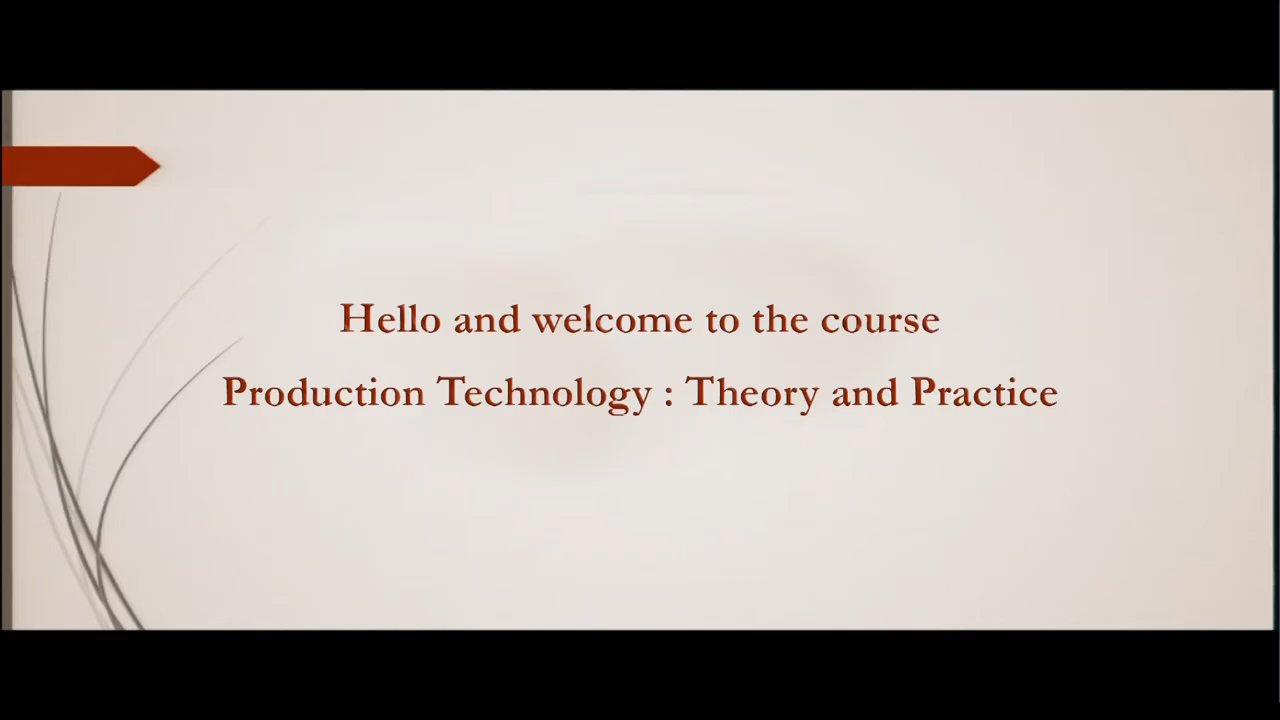 Hello and welcome to the course
Production Technology : Theory and Practice